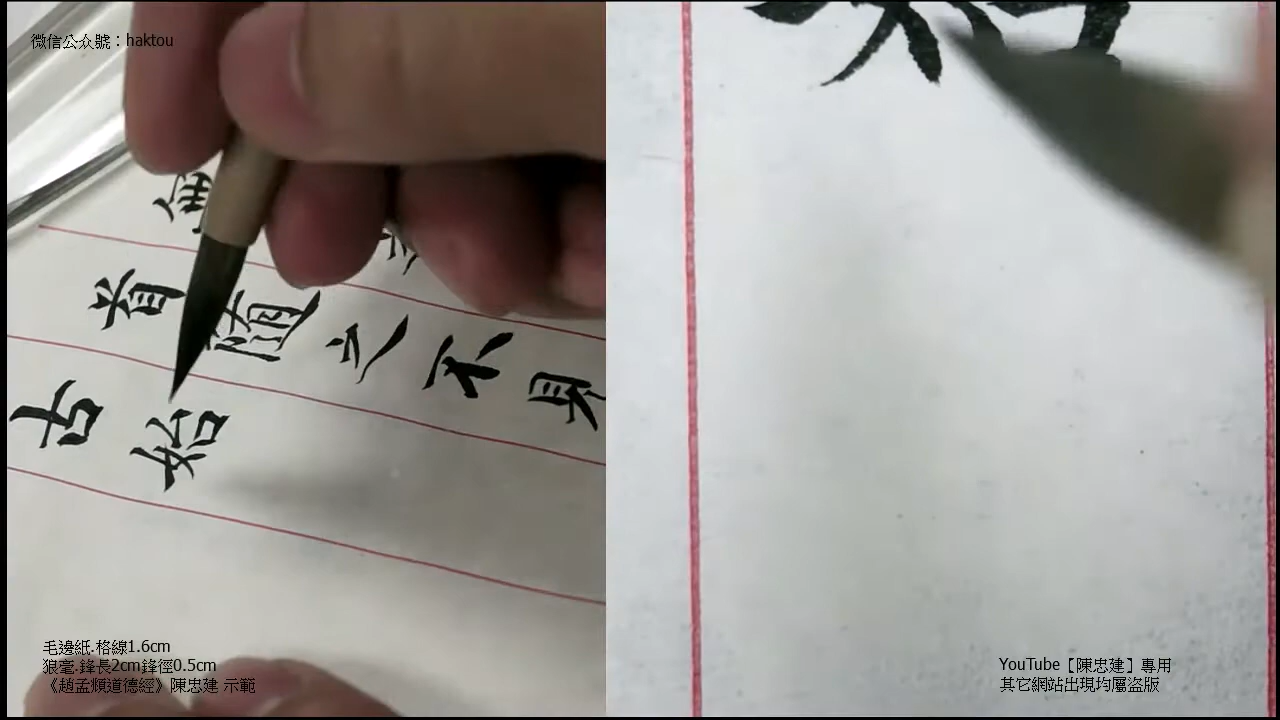 微信公众號：haktou
首隨之不見
古始
毛邊紙.格線1.6cm
狼毫.鋒長2cm鋒徑0.5cm
《趙孟頫道德經》陳忠建 示範
YouTube［陳忠建］專用
其它網站出現均屬盜版